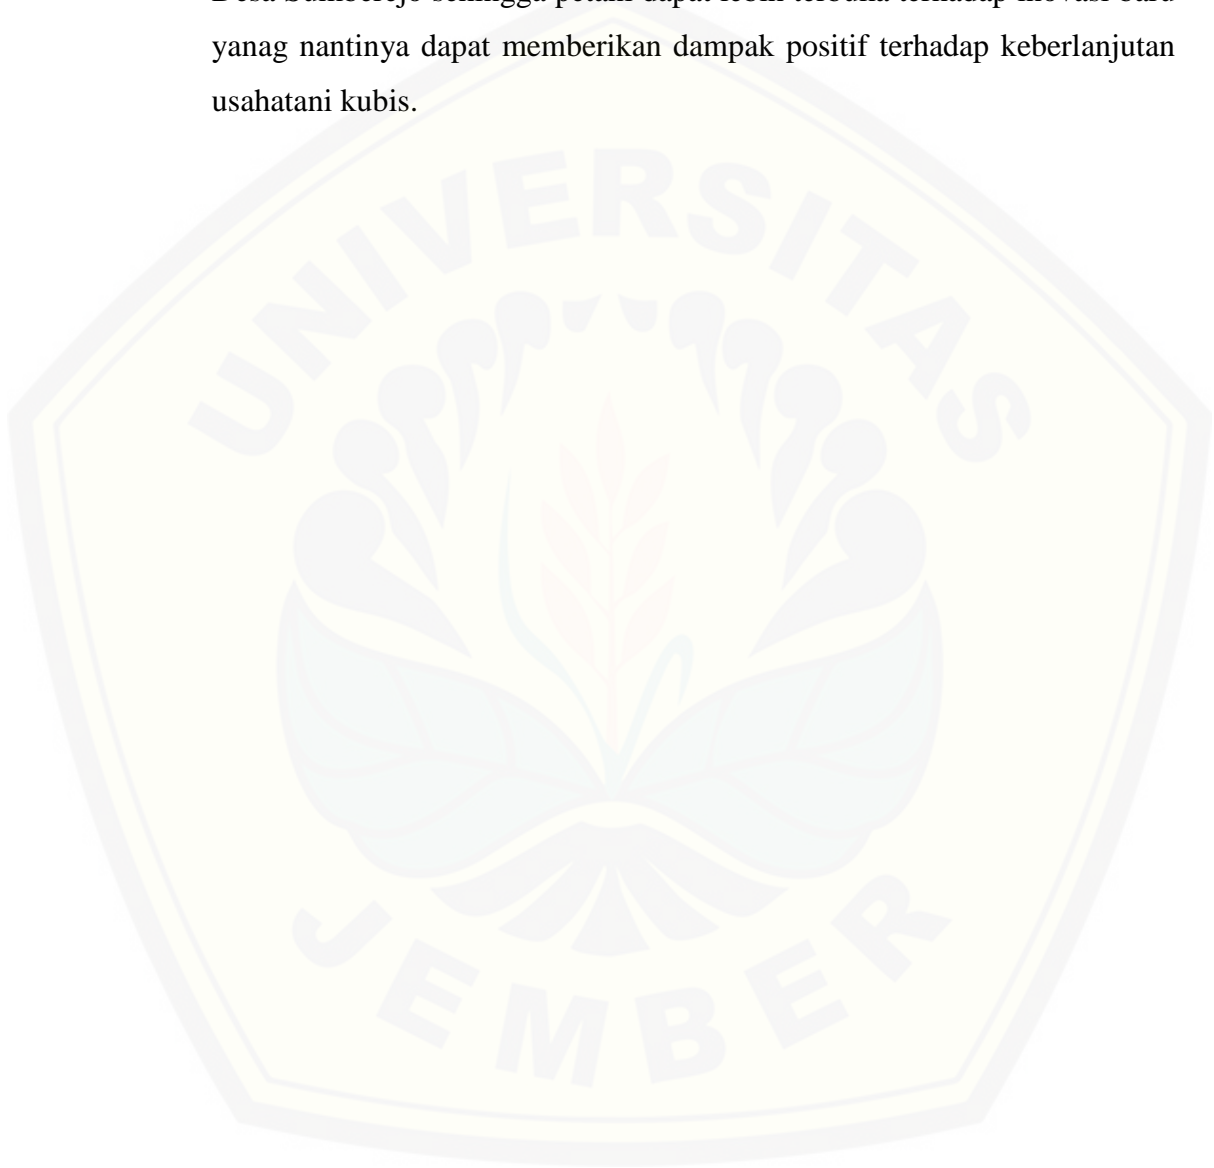 Desa Sumberejo sehingga petani dapat lebih terbuka terhadap inovasi baru
yanag nantinya dapat memberikan dampak positif terhadap keberlanjutan
usahatani kubis.
UNIVERSITAS
JEMBER